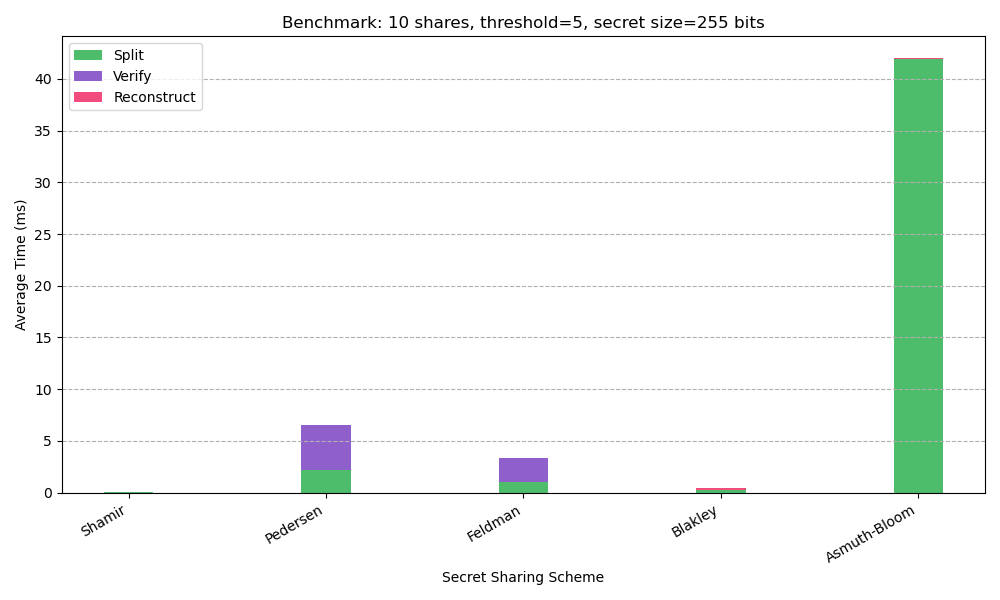 Benchmark: 10 shares, threshold=5, secret size=255 bits
Split
Verify
Reconstruct
Average Time (ms)
40
35
30
25
20
15
10
5
0
Shamir
Pedersen
Feldman
Blakley
Asmuth-Bloom
Secret Sharing Scheme